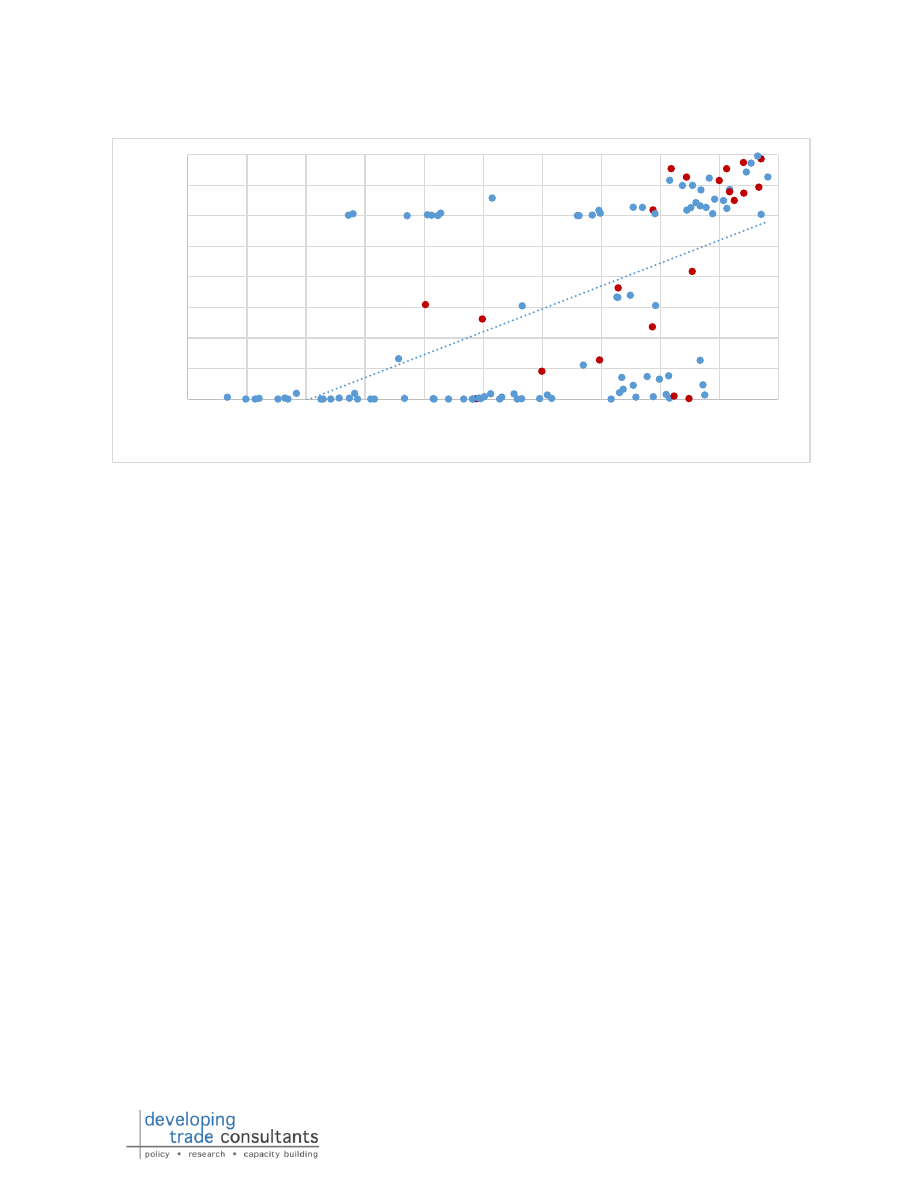 developing
trade consultants
policy • research • capacity building